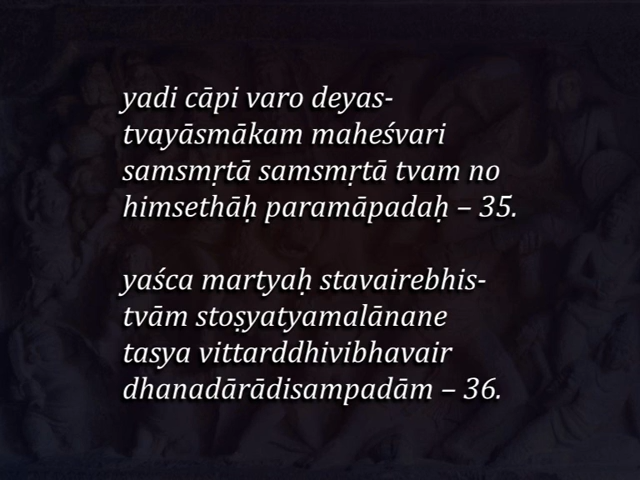 yadi cāpi varo deyas-
tvayāsmākam maheśvari
samsmṛtā samsmṛtā tvam no
himsethāḥ paramāpadaḥ – 35.
yaśca martyaḥ stavairebhis-
tvām stoṣyatyamalānane
tasya vittarddhivibhavair
dhanadārādisampadām – 36.